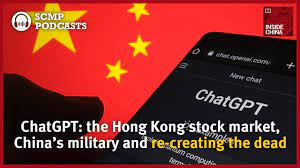 SCMP
PODCASTS
INSIDE
CHINA
chat.openai.com
New chat
ChatGPT
ChatGPT: the Hong Kong stock market,
China's military and re-creating the dead